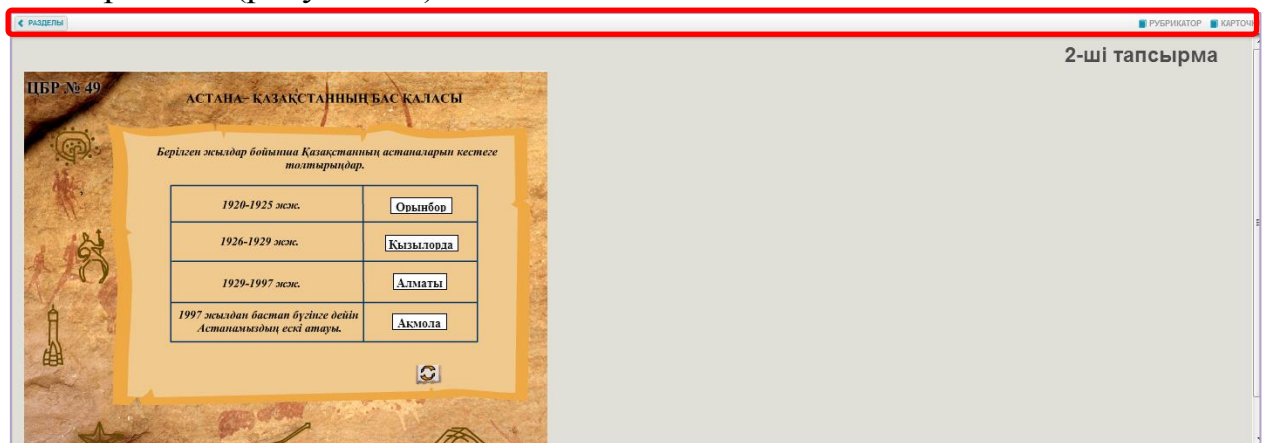 РАЗДЕЛЫ
РУБРИКАТОР
2-ші тапсырма
ЦБР № 49
АСТАНА– ҚАЗАҚСТАННЫҢ БАС ҚАЛАСЫ
Берілген жылдар бойынша Қазақстанның астаналарын кестеге
толтырыңдар.
1920-1925 жж.
Орынбор
1926-1929 жж.
Қызылорда
1929-1997 жж.
Алматы
1997 жылдан бастап бүгінге дейін
Астанамыздың ескі атауы.
Ақмола